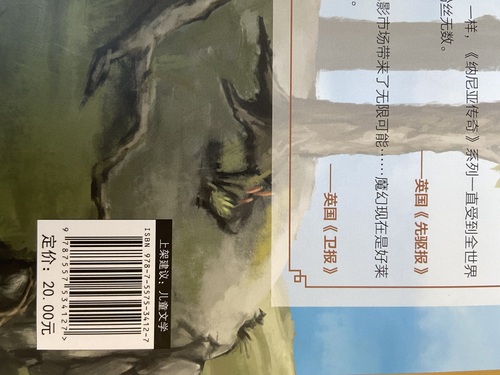 一样，《纳尼亚传奇》系列一直受到全世界
丝无数。
——英国《先驱报》
影市场带来了无限可能……魔幻现在是好莱
。
——英国《卫报》
上架建议：儿童文学
ISBN 978-7-5575-3412-7
9 787557 534127>
定价：20.00元